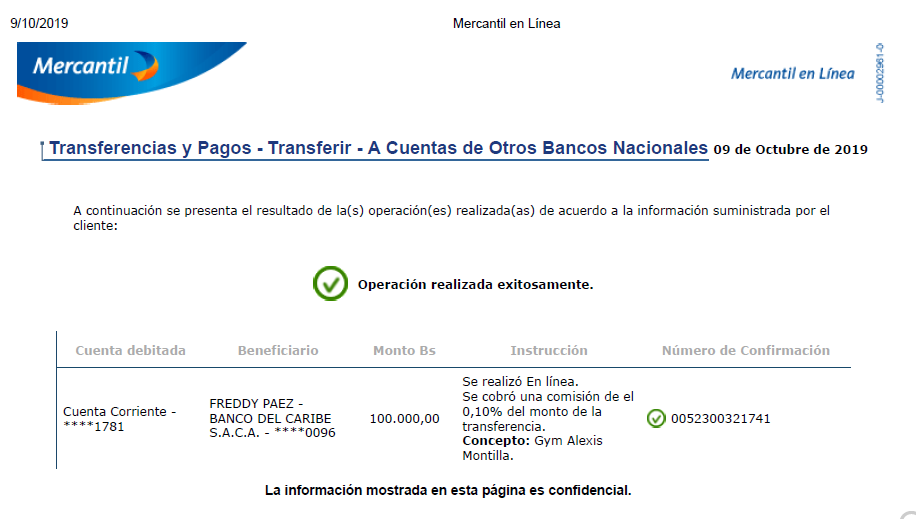 9/10/2019
Mercantil en Línea
Mercantil
Mercantil en Línea
J-00002961-0
Transferencias y Pagos - Transferir - A Cuentas de Otros Bancos Nacionales 09 de Octubre de 2019
A continuación se presenta el resultado de la(s) operación(es) realizada(as) de acuerdo a la información suministrada por el
cliente:
Operación realizada exitosamente.
Cuenta debitada Beneficiario Monto Bs Instrucción Número de Confirmación
Cuenta Corriente -
****1781
FREDDY PAEZ -
BANCO DEL CARIBE
S.A.C.A. - ****0096
100.000,00
Se realizó En línea.
Se cobró una comisión de el
0,10% del monto de la
transferencia.
Concepto: Gym Alexis
Montilla.
0052300321741
La información mostrada en esta página es confidencial.